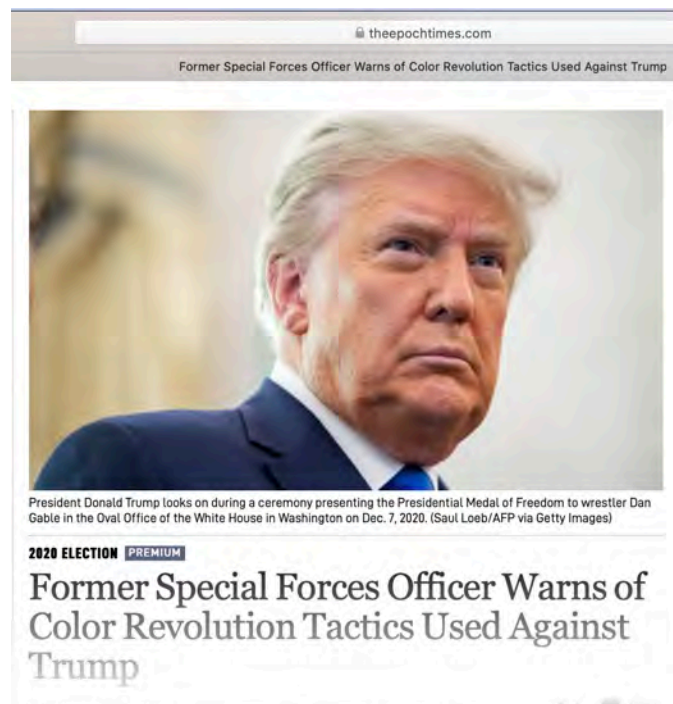 theepochtimes.com
Former Special Forces Officer Warns of Color Revolution Tactics Used Against Trump
President Donald Trump looks on during a ceremony presenting the Presidential Medal of Freedom to wrestler Dan
Gable in the Oval Office of the White House in Washington on Dec. 7, 2020. (Saul Loeb/AFP via Getty Images)
2020 ELECTION PREMIUM
Former Special Forces Officer Warns of
Color Revolution Tactics Used Against
Trump